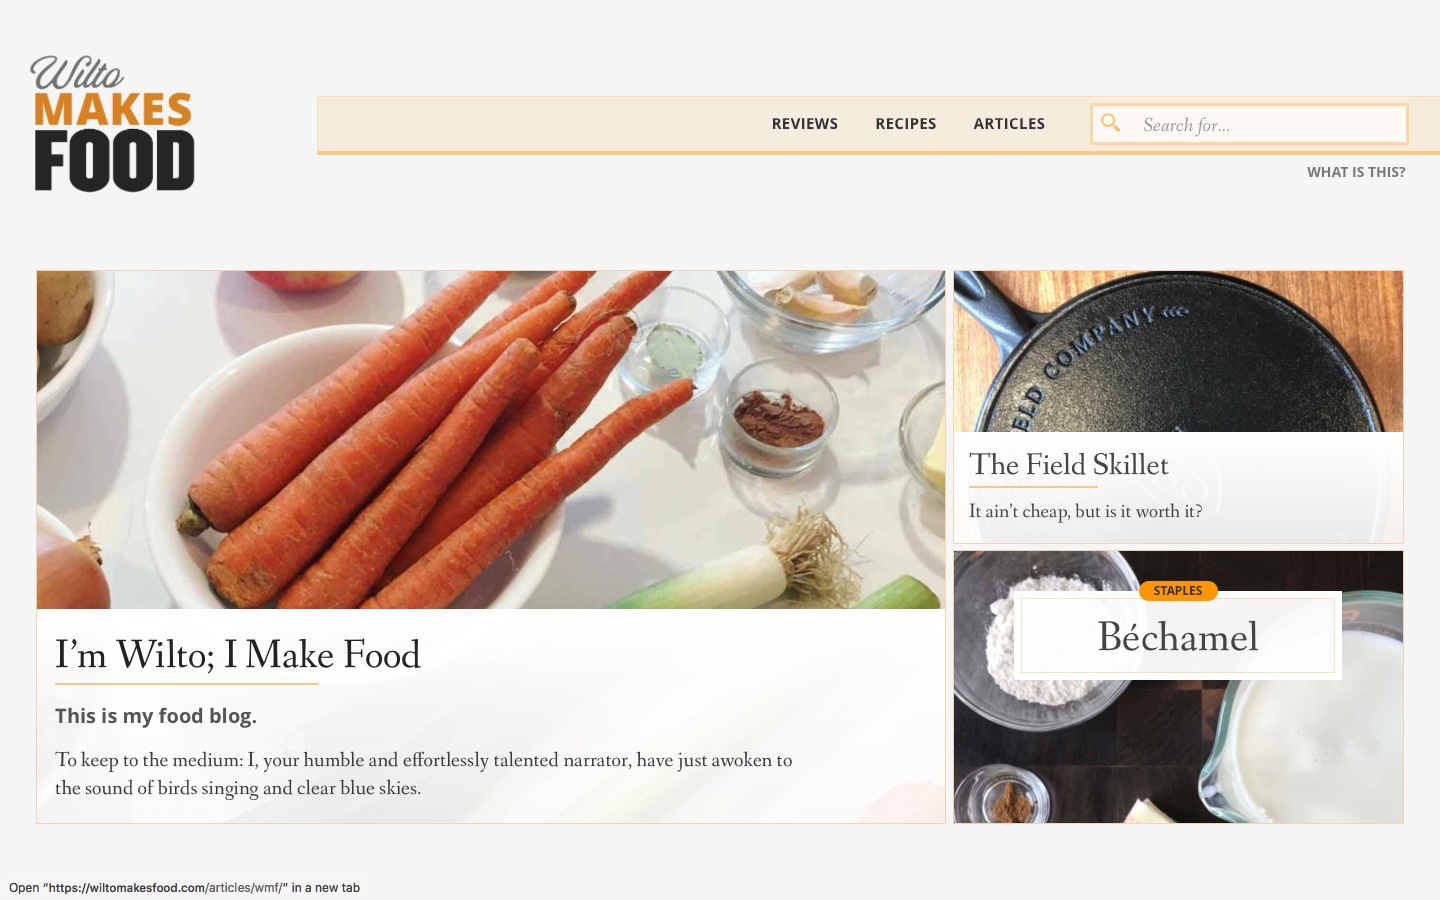 Wilto
MAKES
FOOD
REVIEWS
RECIPES
ARTICLES
Search for...
WHAT IS THIS?
I’m Wilto; I Make Food
This is my food blog.
To keep to the medium: I, your humble and effortlessly talented narrator, have just awoken to
the sound of birds singing and clear blue skies.
COMPANY
The Field Skillet
It ain’t cheap, but is it worth it?
STAPLES
Béchamel
Open “https://wiltomakesfood.com/articles/wmf/” in a new tab